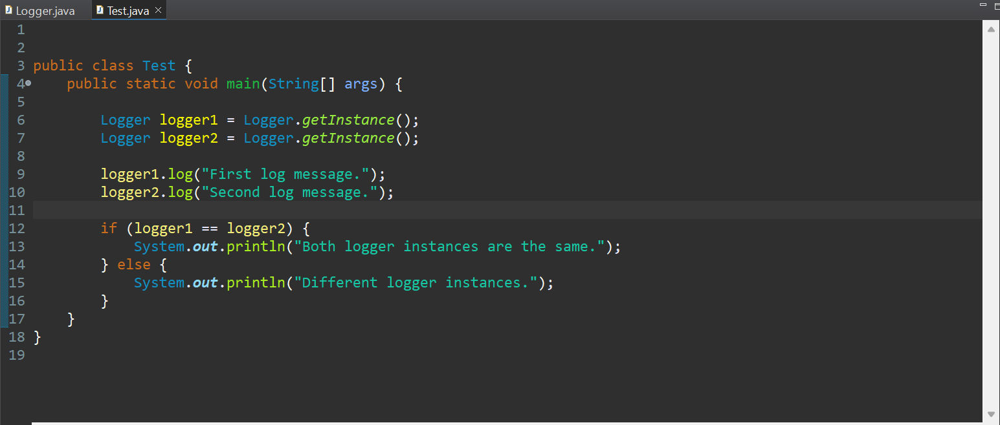 Logger.java Test.java
1
2
3 public class Test {
4 public static void main(String[] args) {
5
6 Logger logger1 = Logger.getInstance();
7 Logger logger2 = Logger.getInstance();
8
9 logger1.log("First log message.");
10 logger2.log("Second log message.");
11
12 if (logger1 == logger2) {
13 System.out.println("Both logger instances are the same.");
14 } else {
15 System.out.println("Different logger instances.");
16 }
17 }
18 }
19